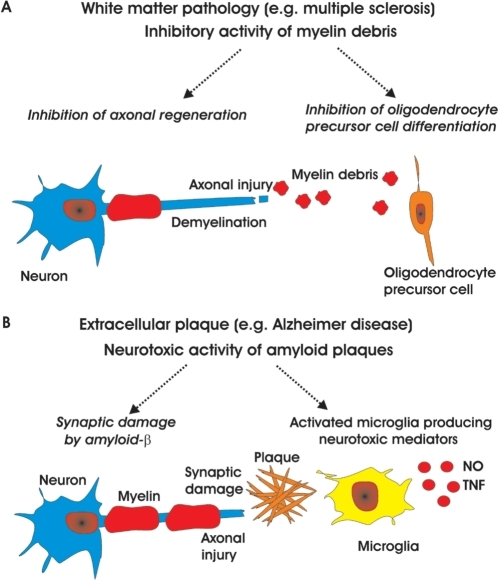 A
White matter pathology (e.g. multiple sclerosis)
Inhibitory activity of myelin debris
Inhibition of axonal regeneration
Inhibition of oligodendrocyte
precursor cell differentiation
Axonal injury
Myelin debris
Demyelination
Neuron
Oligodendrocyte
precursor cell
B
Extracellular plaque (e.g. Alzheimer disease)
Neurotoxic activity of amyloid plaques
Synaptic damage
by amyloid-β
Activated microglia producing
neurotoxic mediators
Neuron
Myelin
Synaptic
damage
Plaque
NO
TNF
Axonal
injury
Microglia